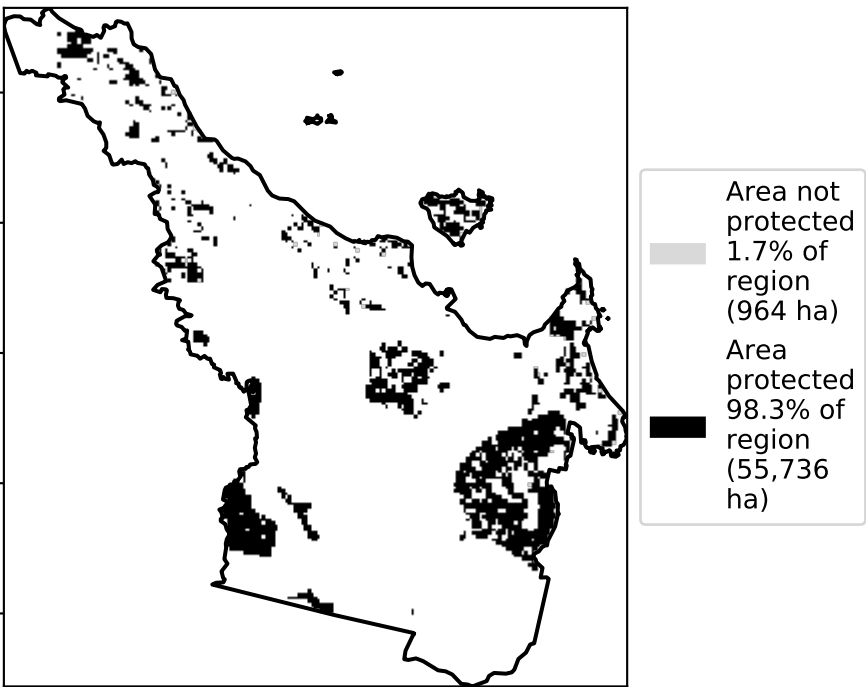 Area not
protected
1.7% of
region
(964 ha)
Area
protected
98.3% of
region
(55,736
ha)